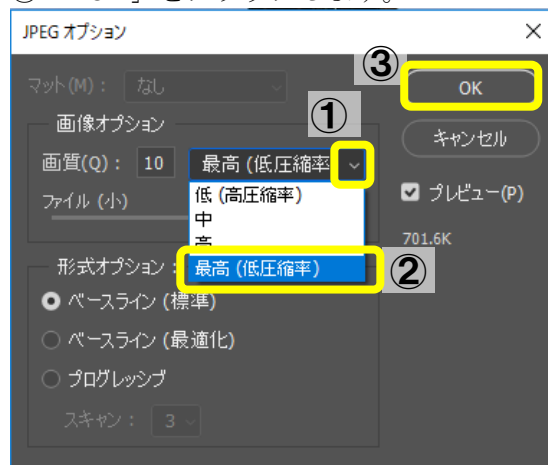 JPEG オプション
③
マット(M)： なし
OK
画像オプション
①
キャンセル
画質(Q)： 10 最高 (低圧縮率
ファイル (小)
低 (高圧縮率)
プレビュー(P)
中
高
701.6K
形式オプション：
最高 (低圧縮率)
②
ベースライン (標準)
ベースライン (最適化)
プログレッシブ
スキャン： 3